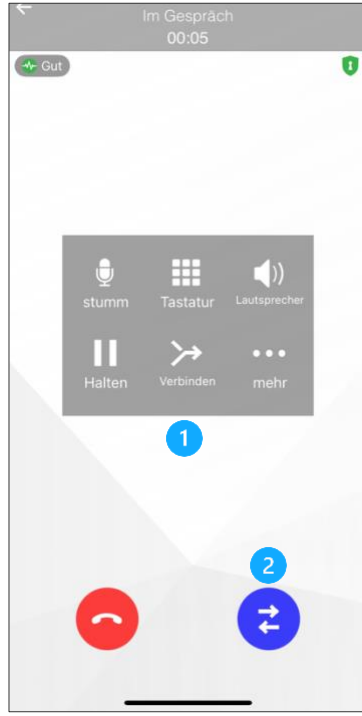 Im Gespräch
00:05
Gut
stumm Tastatur Lautsprecher
Halten Verbinden mehr
1
2